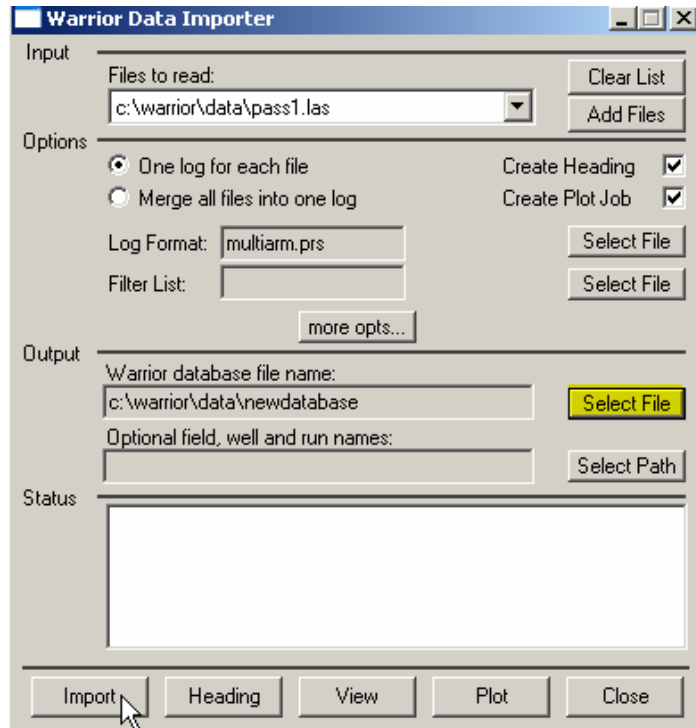 Warrior Data Importer
Input
Files to read:
Clear List
c:\warrior\data\pass1.las
Add Files
Options
One log for each file
Create Heading
Merge all files into one log
Create Plot Job
Log Format: multiarm.prs
Select File
Filter List:
Select File
more opts...
Output
Warrior database file name:
c:\warrior\data\newdatabase
Select File
Optional field, well and run names:
Select Path
Status
Import Heading View Plot Close